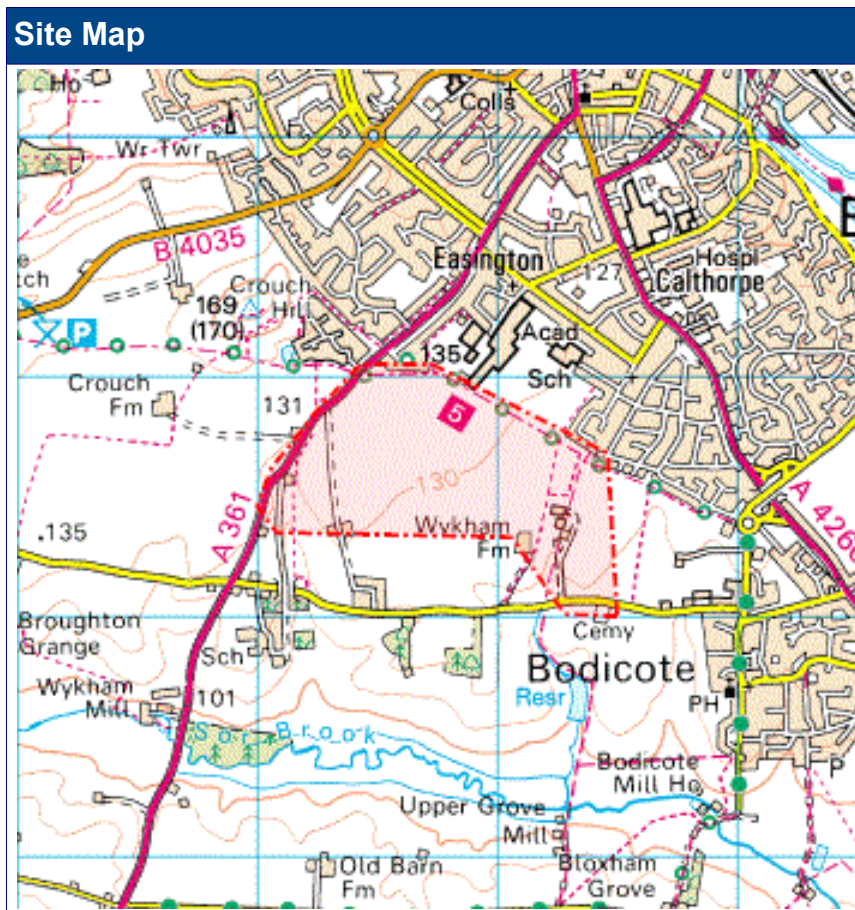 Site Map
Ho
Colls
Wr Twr
B 4035
Easington
127
Hospl
Calthorpe
Crouch
Hill
169
(170)
P
135
Acad
Sch
Crouch
Fm
131
5
130
A 361
.135
Wykham
Fm
A 4260
Broughton
Grange
Cemy
Sch
Bodicote
Wykham
Mill
101
Resr
PH
Sor Brook
Bodicote
Mill Ho
P
Upper Grove
Mill
Old Barn
Fm
Bloxham
Grove